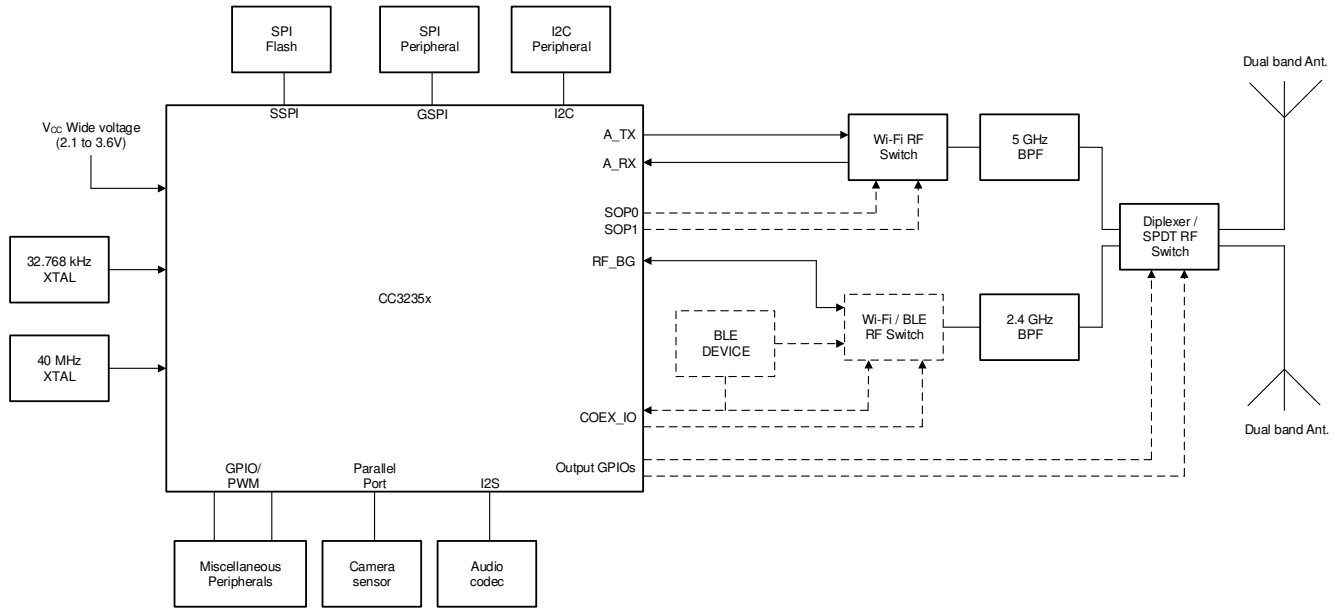 SPI
Flash
SPI
Peripheral
I2C
Peripheral
SSPI
GSPI
I2C
Dual band Ant.
VCC Wide voltage
(2.1 to 3.6V)
A_TX
A_RX
Wi-Fi RF
Switch
5 GHz
BPF
SOP0
SOP1
Diplexer /
SPDT RF
Switch
RF_BG
32.768 kHz
XTAL
CC3235x
BLE
DEVICE
Wi-Fi / BLE
RF Switch
2.4 GHz
BPF
40 MHz
XTAL
COEX_IO
Dual band Ant.
Output GPIOs
GPIO/
PWM
Parallel
Port
I2S
Miscellaneous
Peripherals
Camera
sensor
Audio
codec